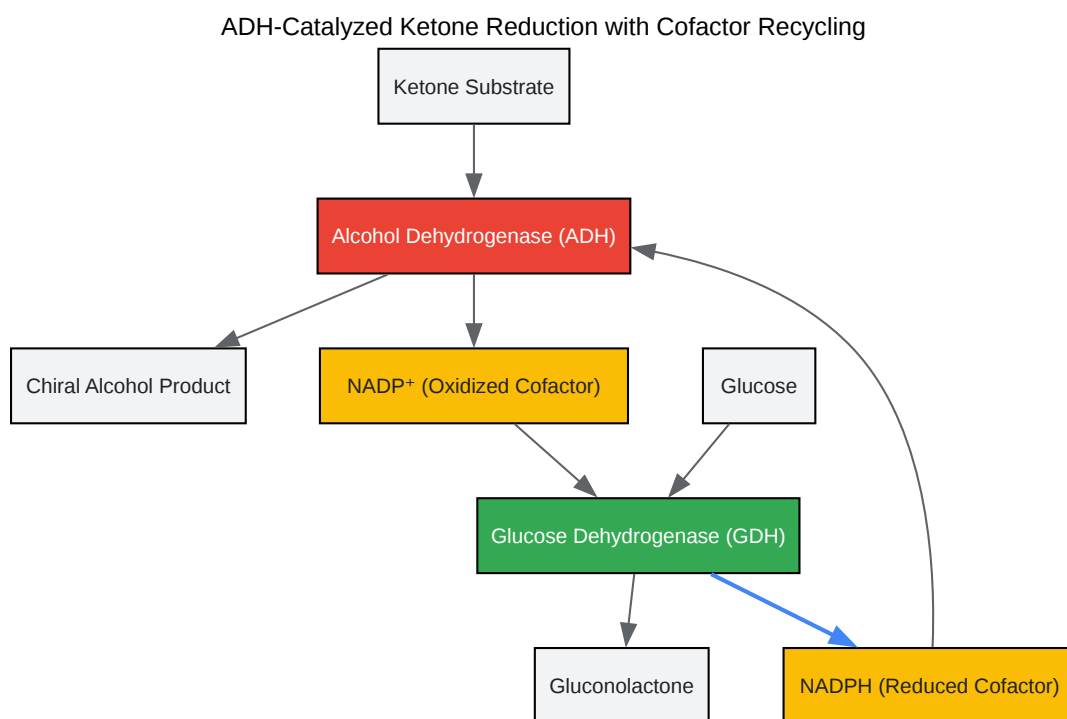 ADH-Catalyzed Ketone Reduction with Cofactor Recycling
Ketone Substrate
Alcohol Dehydrogenase (ADH)
Chiral Alcohol Product
NADP⁺ (Oxidized Cofactor)
Glucose
Glucose Dehydrogenase (GDH)
Gluconolactone
NADPH (Reduced Cofactor)